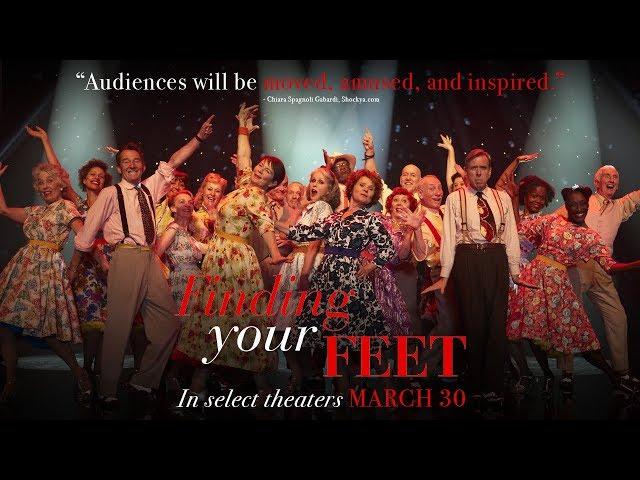 “Audiences will be moved, amused, and inspired.”
- Chiara Spagnoli Gabardi, Shockya.com
Finding
your FEET
In select theaters MARCH 30